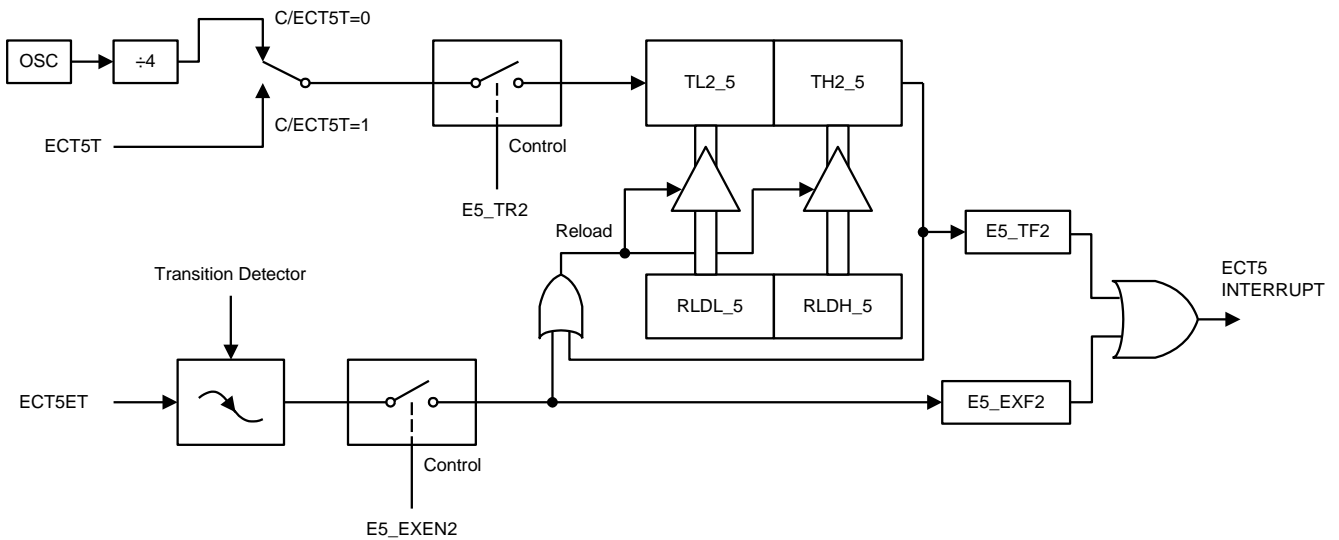 C/ECT5T=0
OSC
÷4
TL2_5
TH2_5
C/ECT5T=1
ECT5T
Control
E5_TR2
Reload
E5_TF2
Transition Detector
ECT5
INTERRUPT
RLDL_5
RLDH_5
ECT5ET
E5_EXF2
Control
E5_EXEN2